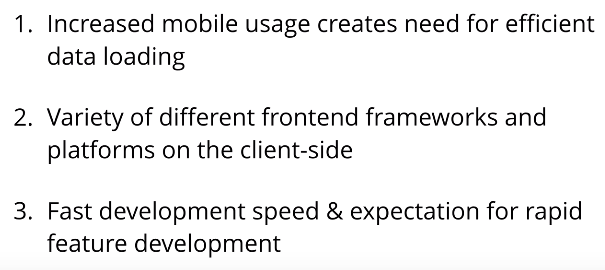 1. Increased mobile usage creates need for efficient
data loading
2. Variety of different frontend frameworks and
platforms on the client-side
3. Fast development speed & expectation for rapid
feature development